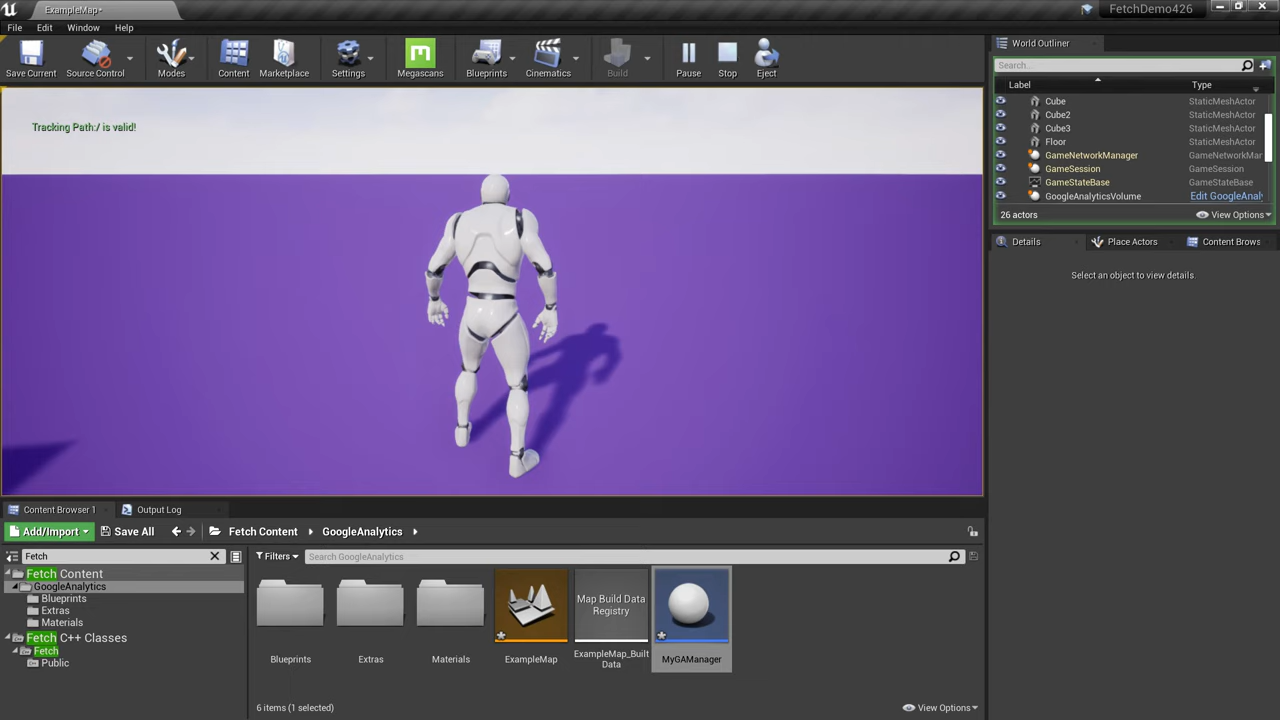 ExampleMap*
FetchDemo426
File Edit Window Help
Save Current Source Control Modes Content Marketplace Settings Megascans Blueprints Cinematics Build Pause Stop Eject
Tracking Path:/ is valid!
World Outliner
Search...
Label Type
Cube StaticMeshActor
Cube2 StaticMeshActor
Cube3 StaticMeshActor
Floor StaticMeshActor
GameNetworkManager GameNetworkMar
GameSession GameSession
GameStateBase GameStateBase
GoogleAnalyticsVolume Edit GoogleAnaly
26 actors View Options
Details Place Actors Content Brows
Select an object to view details.
Content Browser 1 Output Log
Add/Import Save All Fetch Content GoogleAnalytics
Fetch
Filters Search GoogleAnalytics
Fetch Content
GoogleAnalytics
Blueprints
Extras
Materials
Fetch C++ Classes
Fetch
Public
Map Build Data
Registry
Blueprints
Extras
Materials
ExampleMap
ExampleMap_Built
Data
MyGAManager
6 items (1 selected) View Options